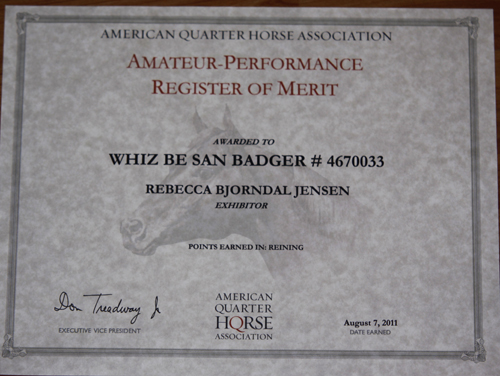 AMERICAN QUARTER HORSE ASSOCIATION
AMATEUR-PERFORMANCE
REGISTER OF MERIT
AWARDED TO
WHIZ BE SAN BADGER # 4670033
REBECCA BJORNDAL JENSEN
EXHIBITOR
POINTS EARNED IN: REINING
Don Treadway Jr
EXECUTIVE VICE PRESIDENT
AMERICAN
QUARTER
HORSE
ASSOCIATION
August 7, 2011
DATE EARNED